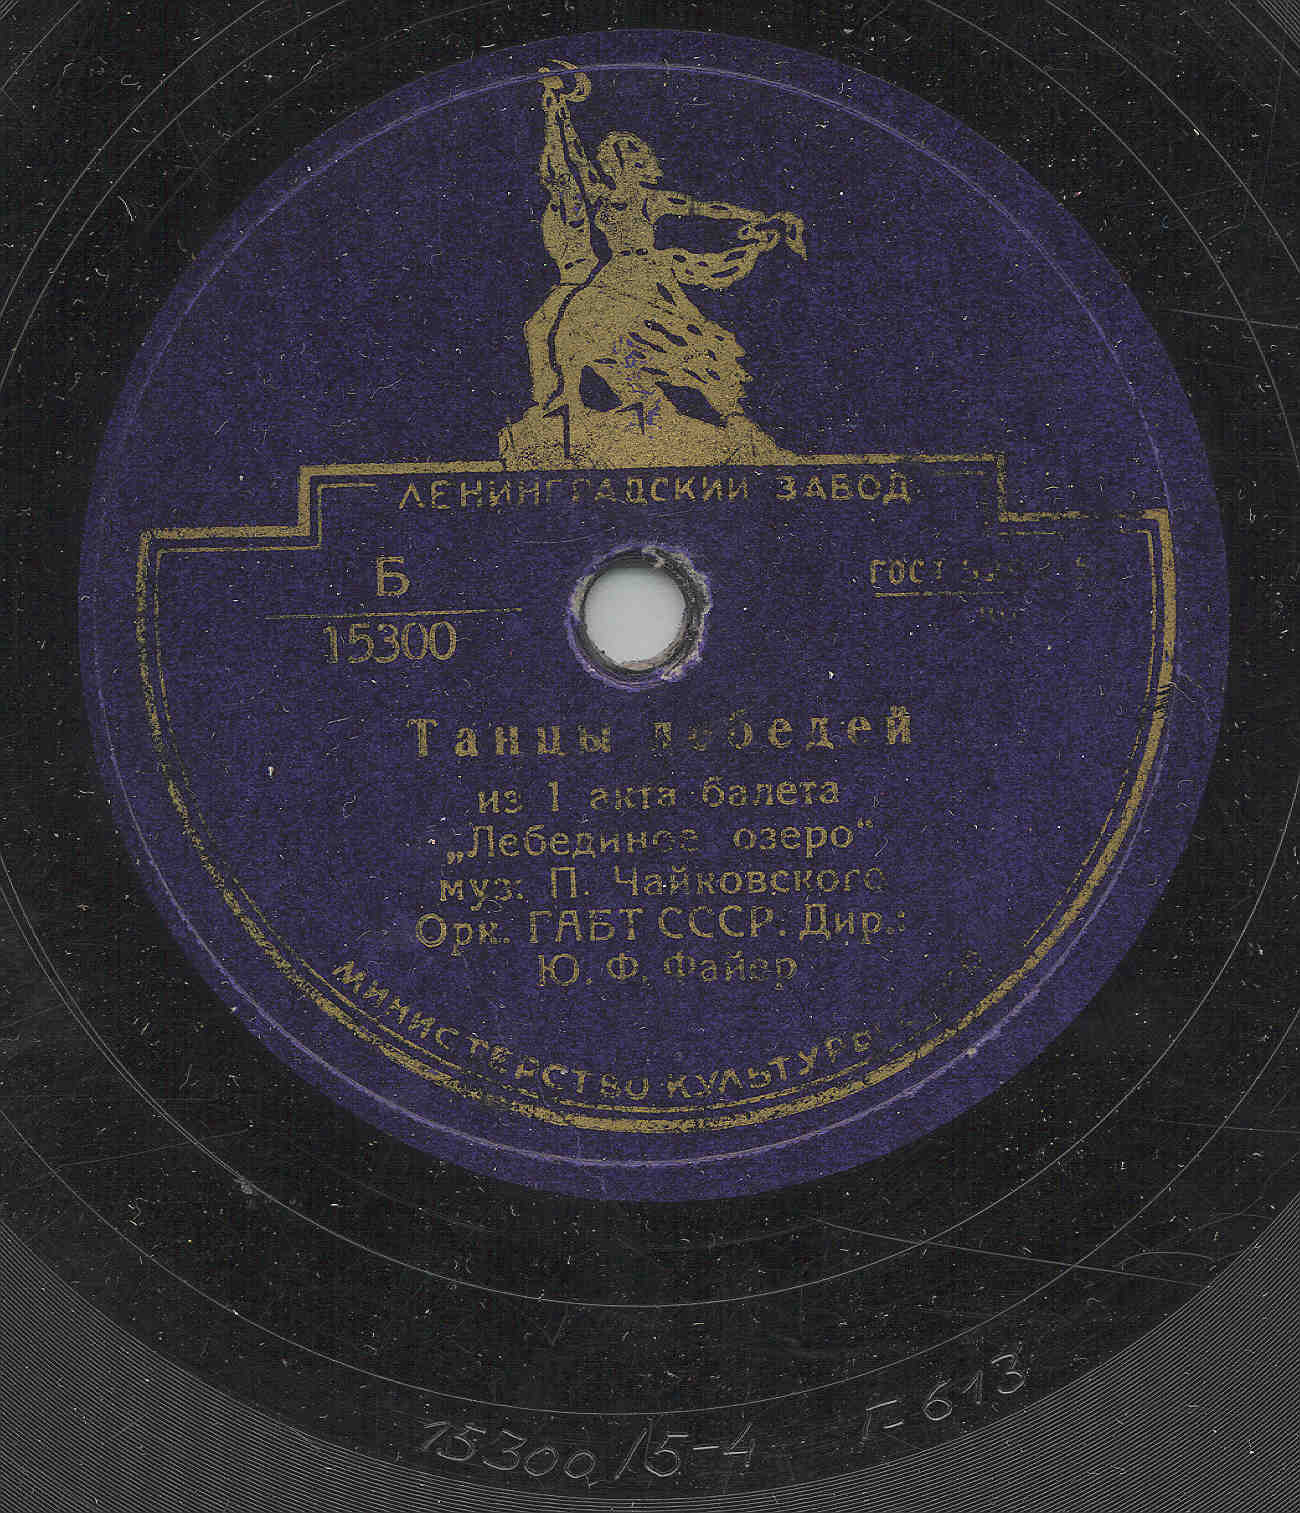 ЛЕНИНГРАДСКИЙ ЗАВОД
Б
15300
ГОСТ
Танцы лебедей
из 1 акта балета
„Лебединое озеро“
муз: П. Чайковского
Орк. ГАБТ СССР. Дир.:
Ю. Ф. Файер
МИНИСТЕРСТВО КУЛЬТУРЫ
15300/5-4 Г-613